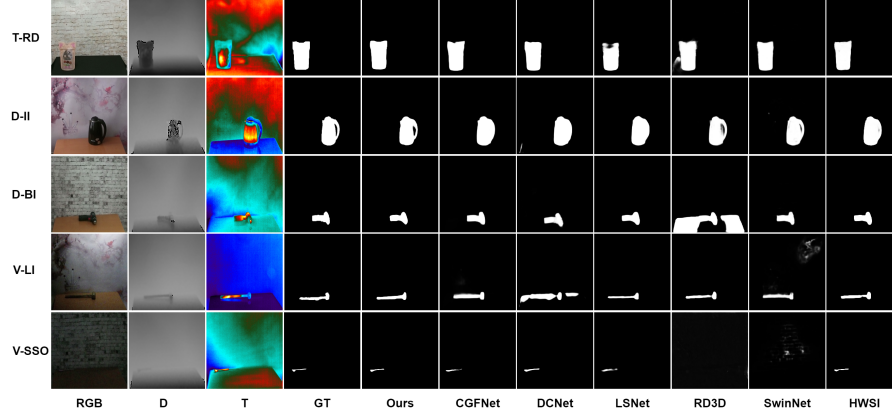 T-RD
D-II
D-BI
V-LI
V-SSO
RGB D T GT Ours CGFNet DCNet LSNet RD3D SwinNet HWSI